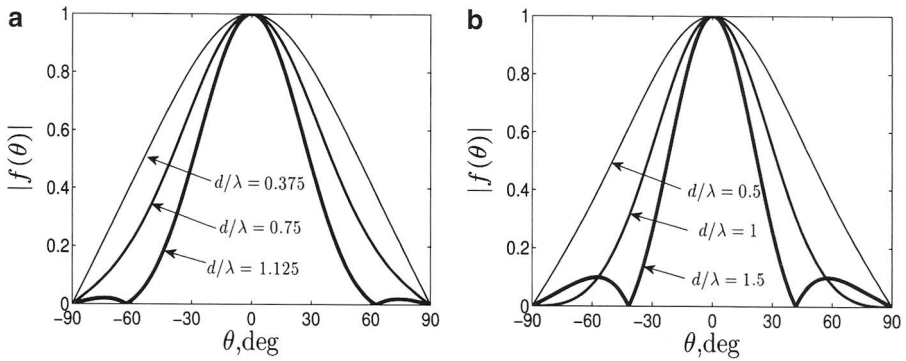 a
1
0.8
0.6
0.4
0.2
0
|f(θ)|
d/λ = 0.375
d/λ = 0.75
d/λ = 1.125
−90 −60 −30 0 30 60 90
θ,deg
b
1
0.8
0.6
0.4
0.2
0
|f(θ)|
d/λ = 0.5
d/λ = 1
d/λ = 1.5
−90 −60 −30 0 30 60 90
θ,deg